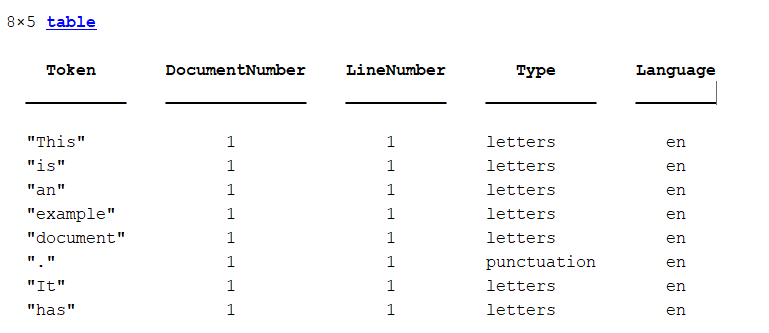 8×5 table
Token DocumentNumber LineNumber Type Language
"This" 1 1 letters en
"is" 1 1 letters en
"an" 1 1 letters en
"example" 1 1 letters en
"document" 1 1 letters en
"." 1 1 punctuation en
"It" 1 1 letters en
"has" 1 1 letters en